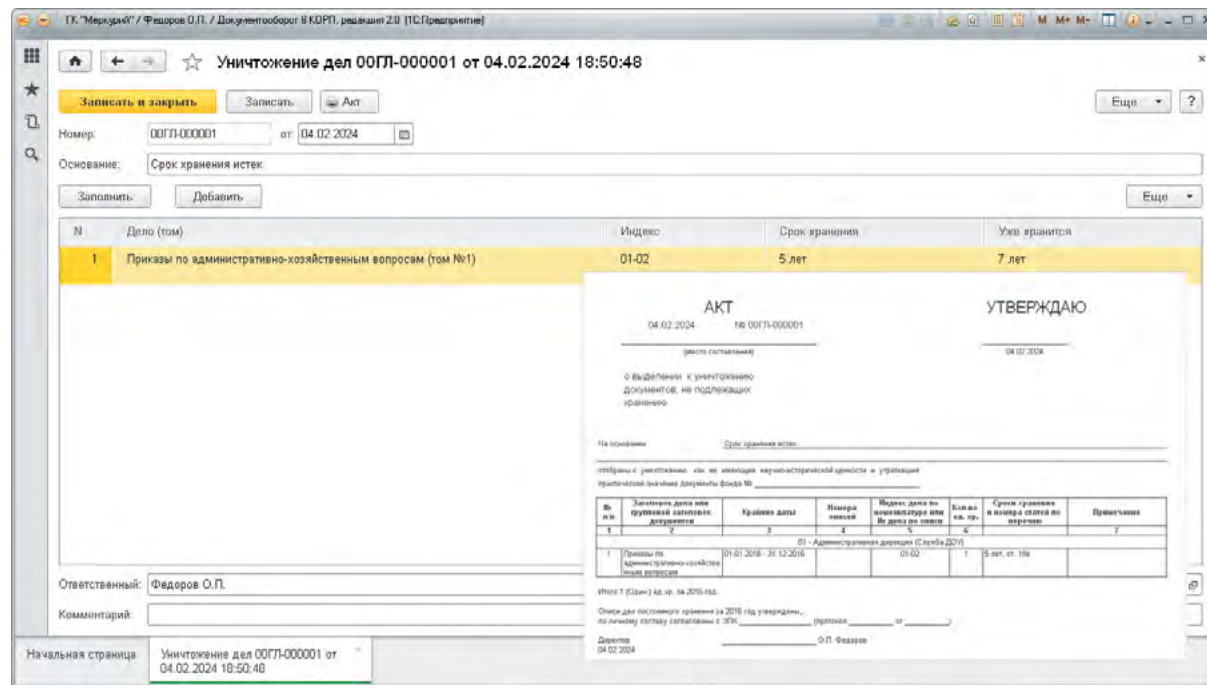 ГК "Меркурий" / Федоров О.П. / Документооборот 8 КОРП, редакция 2.0 (1С:Предприятие)
M M+ M-
Уничтожение дел 00ГЛ-000001 от 04.02.2024 18:50:48
Записать и закрыть Записать Акт Еще ?
Номер: 00ГЛ-000001 от: 04.02.2024
Основание: Срок хранения истек
Заполнить Добавить Еще
N Дело (том) Индекс Срок хранения Уже хранится
1 Приказы по административно-хозяйственным вопросам (том №1) 01-02 5 лет 7 лет
АКТ УТВЕРЖДАЮ
04.02.2024 № 00ГЛ-000001
(место составления) 04.02.2024
о выделении к уничтожению
документов, не подлежащих
хранению
На основании Срок хранения истек
отобраны к уничтожению как не имеющие научно-исторической ценности и утратившие
практическое значение документы фонда №
№ п/п Заголовок дела или групповой заголовок документов Крайние даты Номера описей Индекс дела по номенклатуре или № дела по описи Кол-во ед. хр. Сроки хранения и номера статей по перечню Примечание
1 2 3 4 5 6 7
01 - Административная дирекция (Служба ДОУ)
1 Приказы по административно-хозяйственным вопросам 01.01.2016 - 31.12.2016 01-02 1 5 лет, ст. 19а
Итого 1 (Один) ед. хр. за 2016 год
Описи дел постоянного хранения за 2016 год утверждены,
по личному составу согласованы с ЭПК (протокол от )
Директор О.П. Федоров
04.02.2024
Ответственный: Федоров О.П.
Комментарий:
Начальная страница Уничтожение дел 00ГЛ-000001 от
04.02.2024 18:50:48